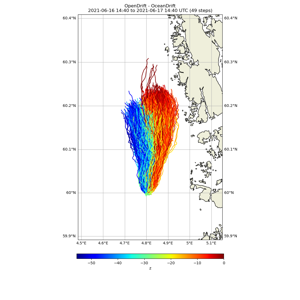 OpenDrift - OceanDrift
2021-06-16 14:40 to 2021-06-17 14:40 UTC (49 steps)
60.4°N 60.4°N
60.3°N 60.3°N
60.2°N 60.2°N
60.1°N 60.1°N
60°N 60°N
59.9°N 59.9°N
4.5°E 4.6°E 4.7°E 4.8°E 4.9°E 5°E 5.1°E
−50 −40 −30 −20 −10 0
z